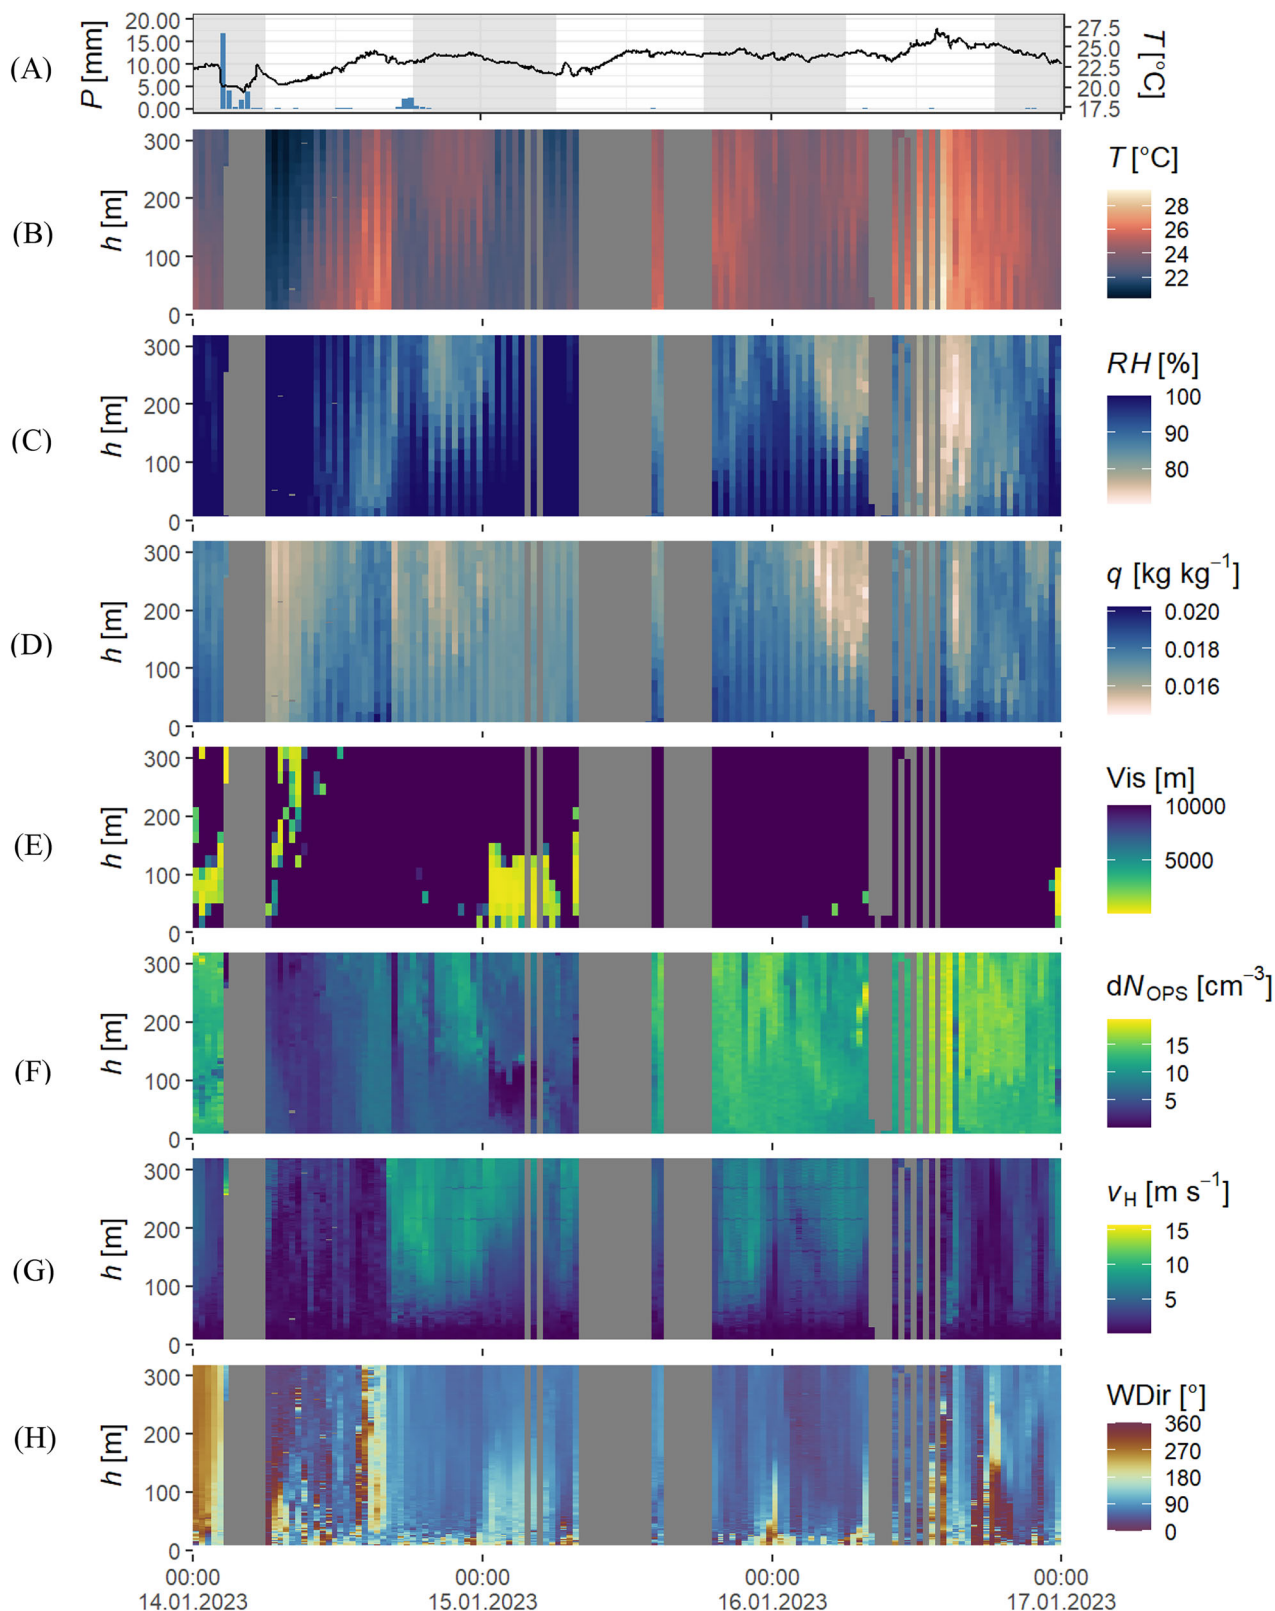 (A)
P [mm]
20.00
15.00
10.00
5.00
0.00
27.5
25.0
22.5
20.0
17.5
T [°C]
(B)
h [m]
300
200
100
0
T [°C]
28
26
24
22
(C)
h [m]
300
200
100
0
RH [%]
100
90
80
(D)
h [m]
300
200
100
0
q [kg kg⁻¹]
0.020
0.018
0.016
(E)
h [m]
300
200
100
0
Vis [m]
10000
5000
(F)
h [m]
300
200
100
0
dN_OPS [cm⁻³]
15
10
5
(G)
h [m]
300
200
100
0
v_H [m s⁻¹]
15
10
5
(H)
h [m]
300
200
100
0
WDir [°]
360
270
180
90
0
00:00 00:00 00:00 00:00
14.01.2023 15.01.2023 16.01.2023 17.01.2023